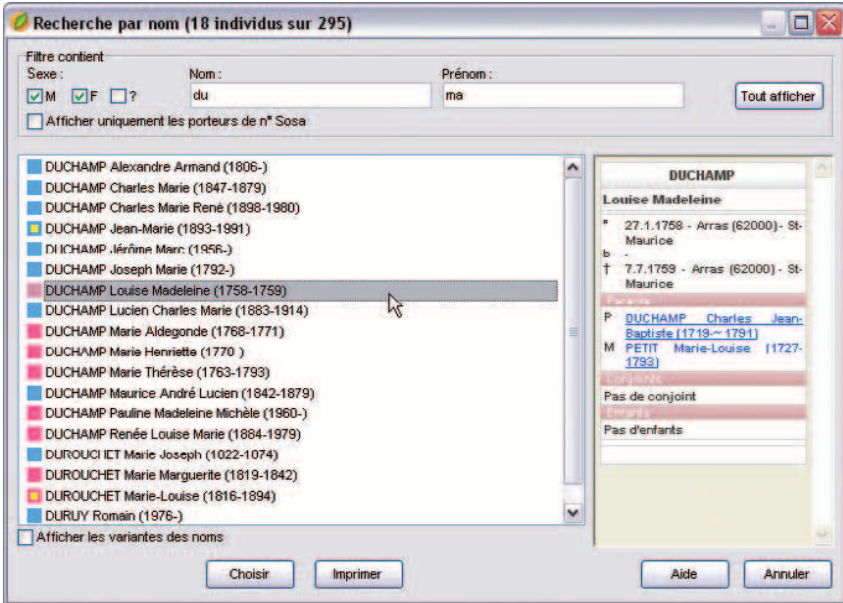 Recherche par nom (18 individus sur 295)
Filtre contient
Sexe :
Nom :
Prénom :
M
F
?
du
ma
Tout afficher
Afficher uniquement les porteurs de n° Sosa
DUCHAMP Alexandre Armand (1806-)
DUCHAMP Charles Marie (1847-1879)
DUCHAMP Charles Marie René (1898-1980)
DUCHAMP Jean-Marie (1893-1991)
DUCHAMP Jérôme Marc (1956-)
DUCHAMP Joseph Marie (1792-)
DUCHAMP Louise Madeleine (1758-1759)
DUCHAMP Lucien Charles Marie (1883-1914)
DUCHAMP Marie Aldegonde (1768-1771)
DUCHAMP Marie Henriette (1770-)
DUCHAMP Marie Thérèse (1763-1793)
DUCHAMP Maurice André Lucien (1842-1879)
DUCHAMP Pauline Madeleine Michèle (1960-)
DUCHAMP Renée Louise Marie (1884-1979)
DUROUCHET Marie Joseph
DUROUCHET Marie Marguerite (1819-1842)
DUROUCHET Marie-Louise (1816-1894)
DURUY Romain (1976-)
Afficher les variantes des noms
DUCHAMP
Louise Madeleine
* 27.1.1758 - Arras (62000) - St-
Maurice
b -
† 7.7.1759 - Arras (62000) - St-
Maurice
Parents
P DUCHAMP Charles Jean-
Baptiste (1719-~ 1791)
M PETIT Marie-Louise (1727-
1793)
Conjoints
Pas de conjoint
Enfants
Pas d'enfants
Choisir
Imprimer
Aide
Annuler